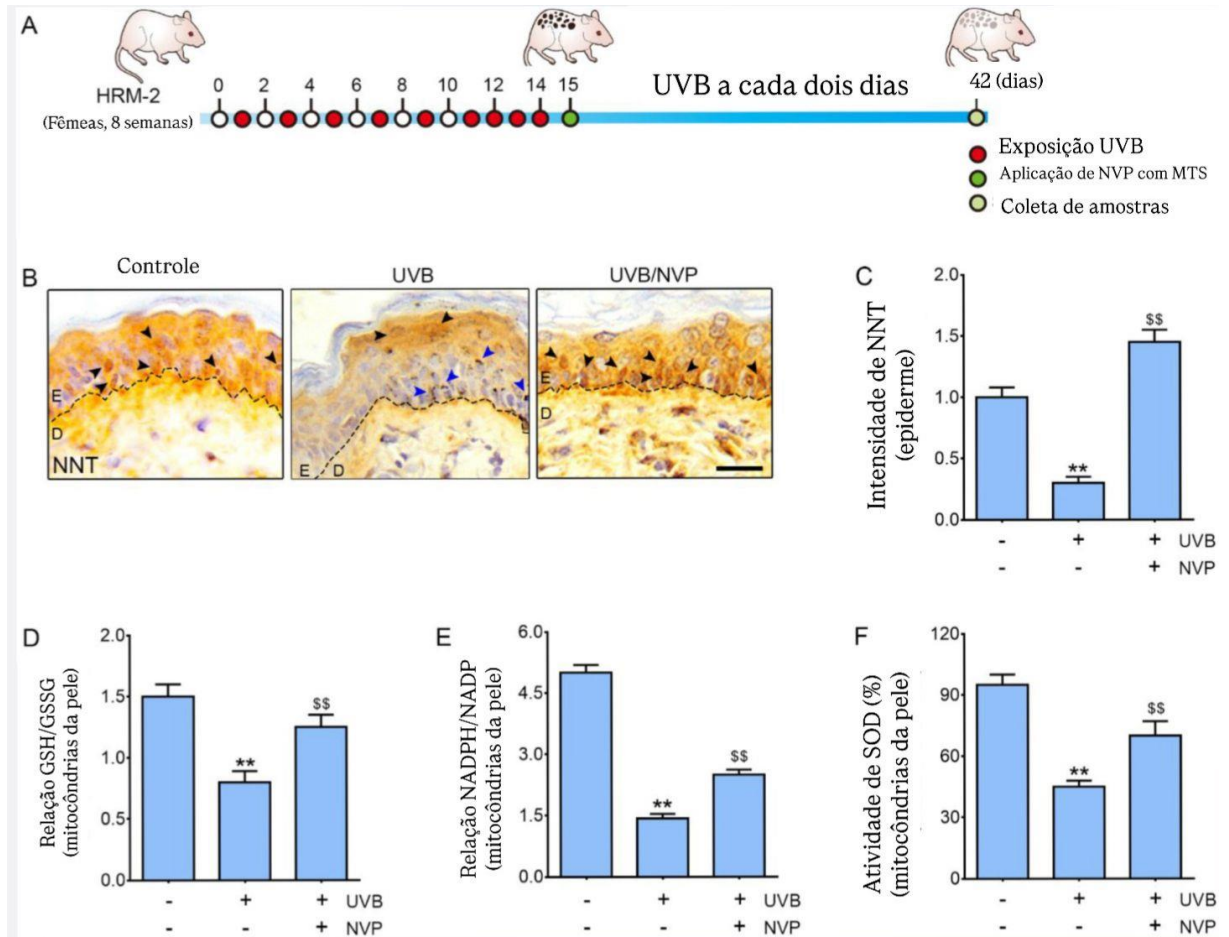 A
HRM-2
(Fêmeas, 8 semanas)
0 2 4 6 8 10 12 14 15
UVB a cada dois dias
42 (dias)
Exposição UVB
Aplicação de NVP com MTS
Coleta de amostras
B
Controle
UVB
UVB/NVP
E
D
NNT
E D
E
D
C
Intensidade de NNT
(epiderme)
2.0
1.5
1.0
0.5
0.0
**
$$
- + + UVB
- - + NVP
D
Relação GSH/GSSG
(mitocôndrias da pele)
2.0
1.5
1.0
0.5
0.0
**
$$
- + + UVB
- - + NVP
E
Relação NADPH/NADP
(mitocôndrias da pele)
6.0
4.5
3.0
1.5
0.0
**
$$
- + + UVB
- - + NVP
F
Atividade de SOD (%)
(mitocôndrias da pele)
120
90
60
30
0
**
$$
- + + UVB
- - + NVP